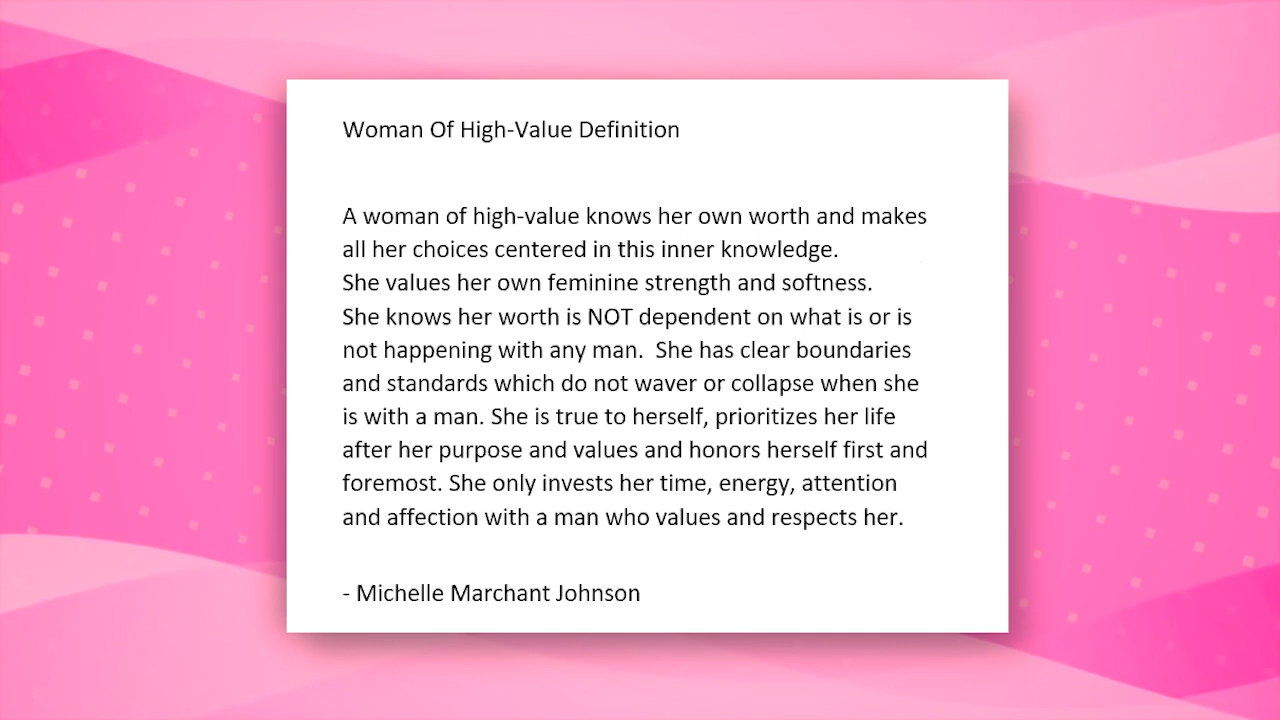 Woman Of High-Value Definition
A woman of high-value knows her own worth and makes
all her choices centered in this inner knowledge.
She values her own feminine strength and softness.
She knows her worth is NOT dependent on what is or is
not happening with any man.  She has clear boundaries
and standards which do not waver or collapse when she
is with a man. She is true to herself, prioritizes her life
after her purpose and values and honors herself first and
foremost. She only invests her time, energy, attention
and affection with a man who values and respects her.
- Michelle Marchant Johnson